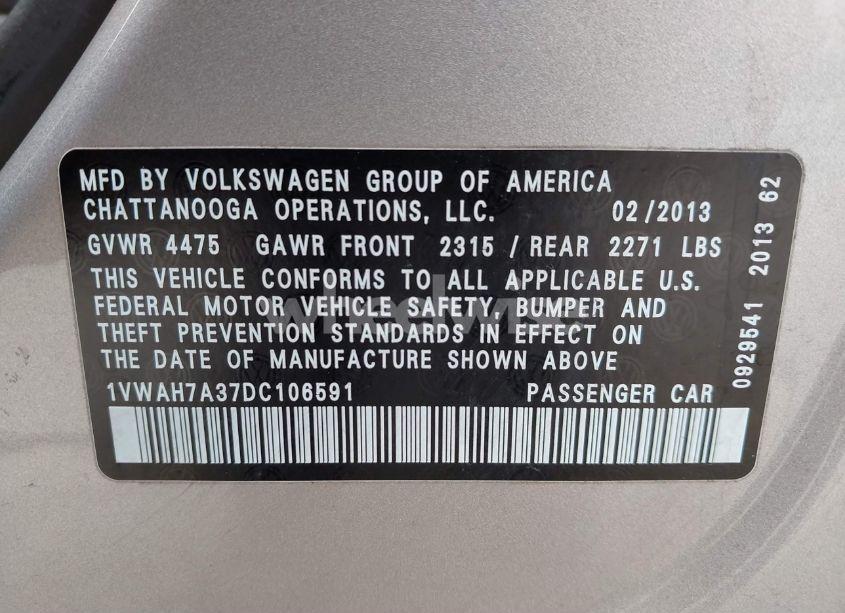 MFD BY VOLKSWAGEN GROUP OF AMERICA
CHATTANOOGA OPERATIONS, LLC. 02/2013
GVWR 4475 GAWR FRONT 2315 / REAR 2271 LBS
THIS VEHICLE CONFORMS TO ALL APPLICABLE U.S.
FEDERAL MOTOR VEHICLE SAFETY, BUMPER AND
THEFT PREVENTION STANDARDS IN EFFECT ON
THE DATE OF MANUFACTURE SHOWN ABOVE
1VWAH7A37DC106591 PASSENGER CAR
0929541 2013 62